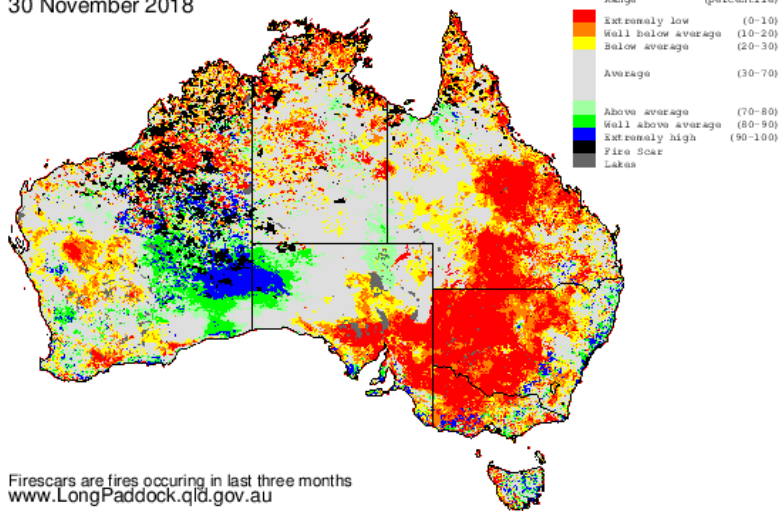 30 November 2018
Range (percentile)
Extremely low (0-10)
Well below average (10-20)
Below average (20-30)
Average (30-70)
Above average (70-80)
Well above average (80-90)
Extremely high (90-100)
Fire Scar
Lakes
Firescars are fires occuring in last three months
www.LongPaddock.qld.gov.au